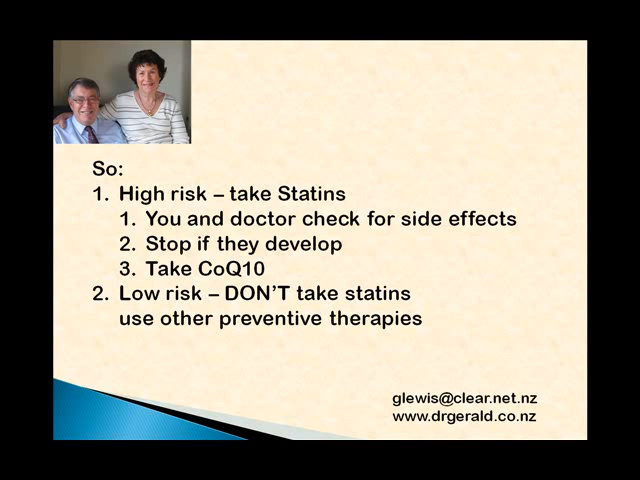 So:
1. High risk – take Statins
1. You and doctor check for side effects
2. Stop if they develop
3. Take CoQ10
2. Low risk – DON'T take statins
use other preventive therapies
glewis@clear.net.nz
www.drgerald.co.nz